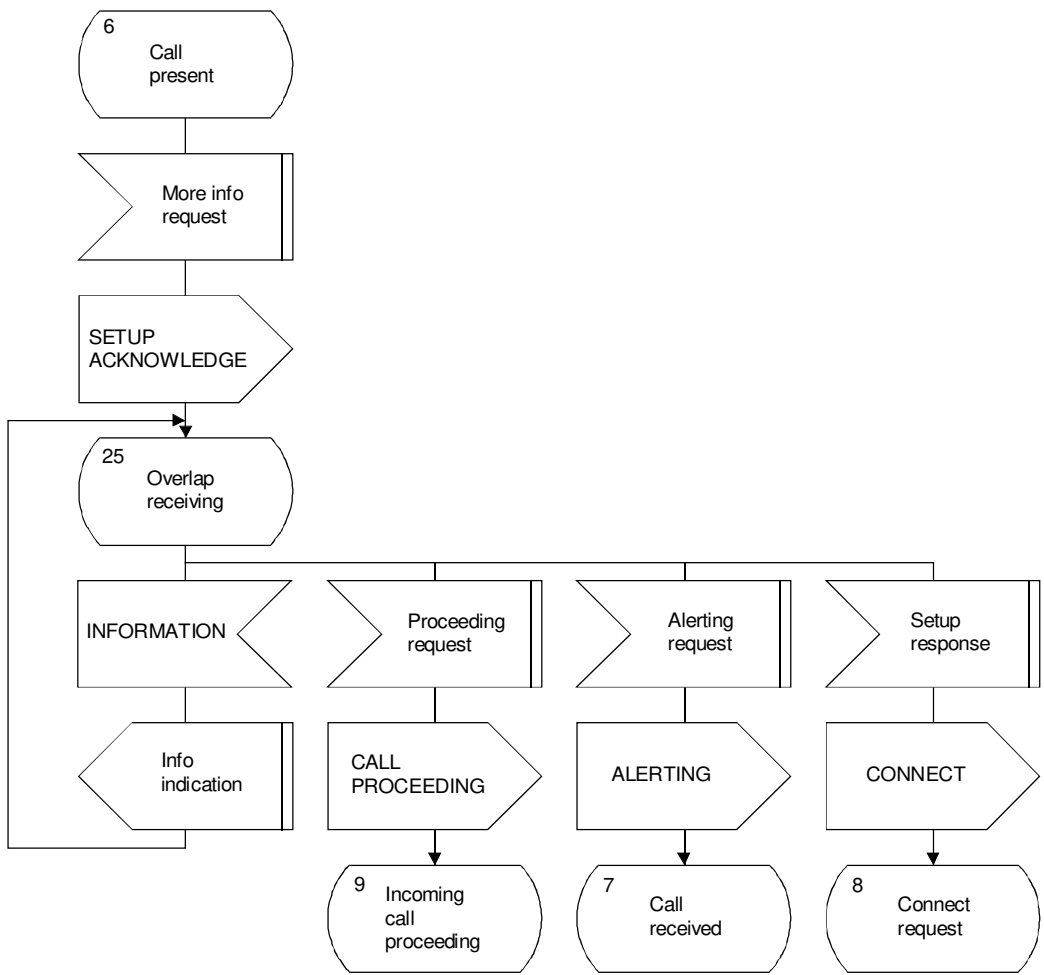 6
Call
present
More info
request
SETUP
ACKNOWLEDGE
25
Overlap
receiving
INFORMATION
Proceeding
request
Alerting
request
Setup
response
Info
indication
CALL
PROCEEDING
ALERTING
CONNECT
9
Incoming
call
proceeding
7
Call
received
8
Connect
request